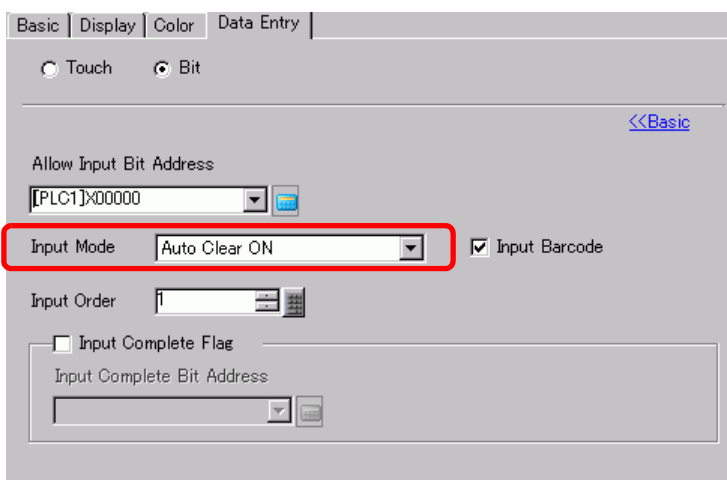 Basic Display Color Data Entry
Touch Bit
<<Basic
Allow Input Bit Address
[PLC1]X00000
Input Mode Auto Clear ON Input Barcode
Input Order 1
Input Complete Flag
Input Complete Bit Address